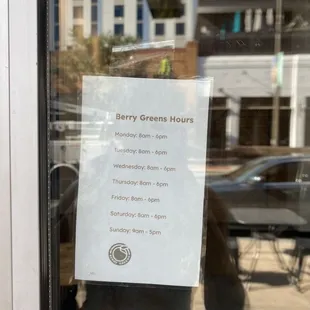 Berry Greens Hours
Monday: 8am - 6pm
Tuesday: 8am - 6pm
Wednesday: 8am - 6pm
Thursday: 8am - 6pm
Friday: 8am - 6pm
Saturday: 8am - 6pm
Sunday: 9am - 5pm